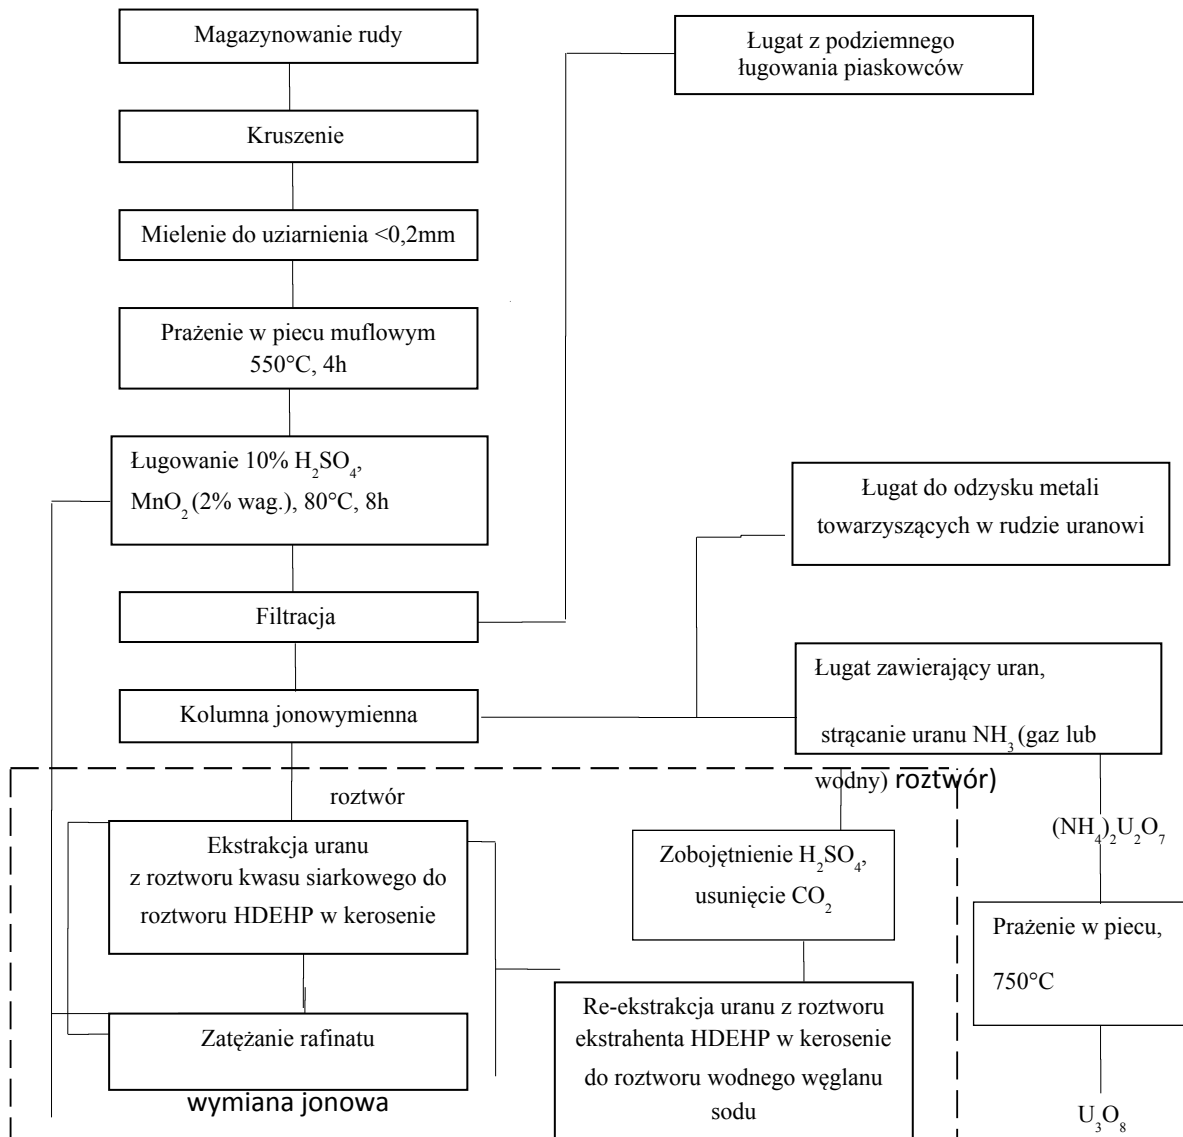 Magazynowanie rudy
Ługat z podziemnego
ługowania piaskowców
Kruszenie
Mielenie do uziarnienia <0,2mm
Prażenie w piecu muflowym
550°C, 4h
Ługowanie 10% H₂SO₄,
MnO₂ (2% wag.), 80°C, 8h
Ługat do odzysku metali
towarzyszących w rudzie uranowi
Filtracja
Kolumna jonowymienna
Ługat zawierający uran,
strącanie uranu NH₃ (gaz lub
wodny) roztwór)
roztwór
Ekstrakcja uranu
z roztworu kwasu siarkowego do
roztworu HDEHP w kerosenie
Zobojętnienie H₂SO₄,
usunięcie CO₂
(NH₄)₂U₂O₇
Prażenie w piecu,
750°C
Zatężanie rafinatu
wymiana jonowa
Re-ekstrakcja uranu z roztworu
ekstrahenta HDEHP w kerosenie
do roztworu wodnego węglanu
sodu
U₃O₈